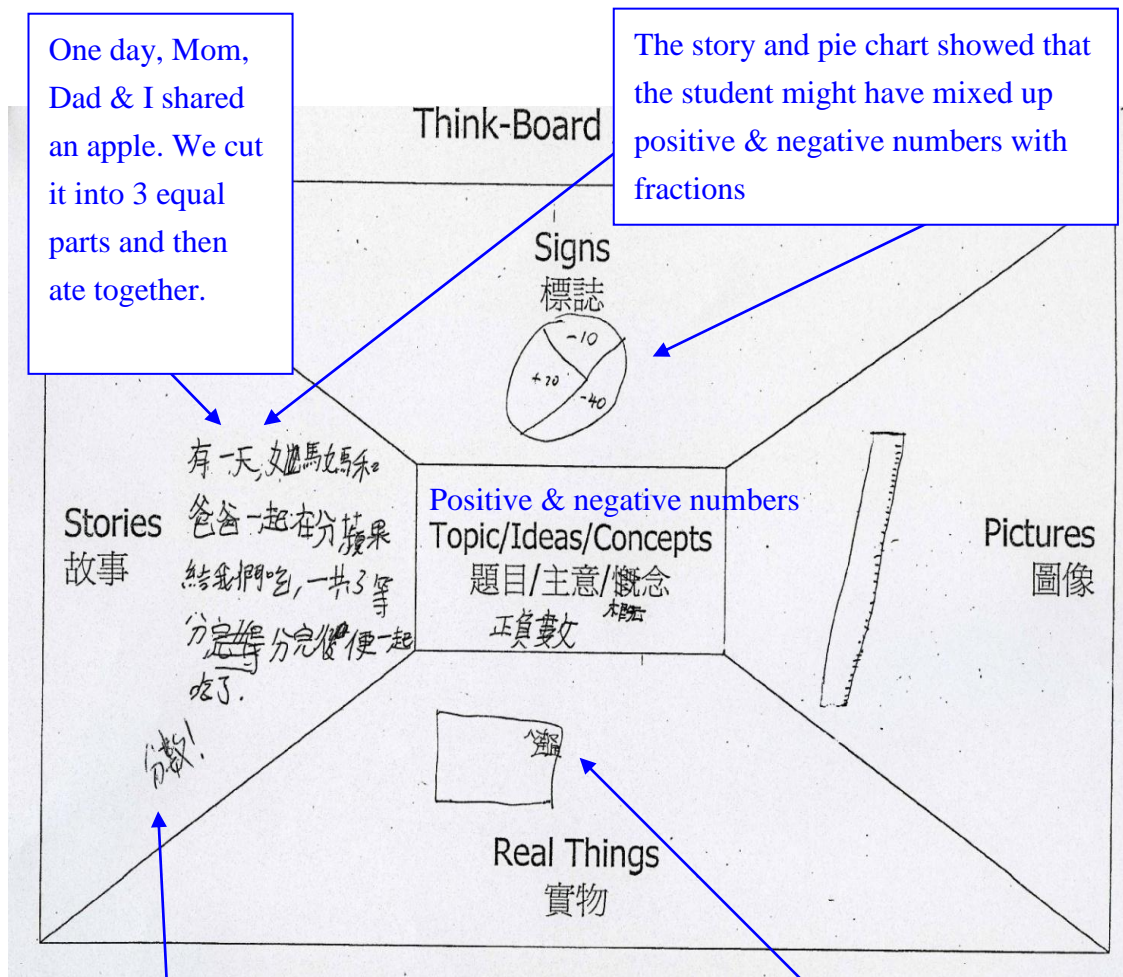 One day, Mom,
Dad & I shared
an apple. We cut
it into 3 equal
parts and then
ate together.
The story and pie chart showed that
the student might have mixed up
positive & negative numbers with
fractions
Think-Board
Signs
標誌
-10
+20
-40
有一天,媽媽和
爸爸一起在分蘋果
給我們吃,一共3等
分完後便一起
吃了.
分數!
Stories
故事
Positive & negative numbers
Topic/Ideas/Concepts
題目/主意/概念
正負數
Pictures
圖像
Real Things
實物